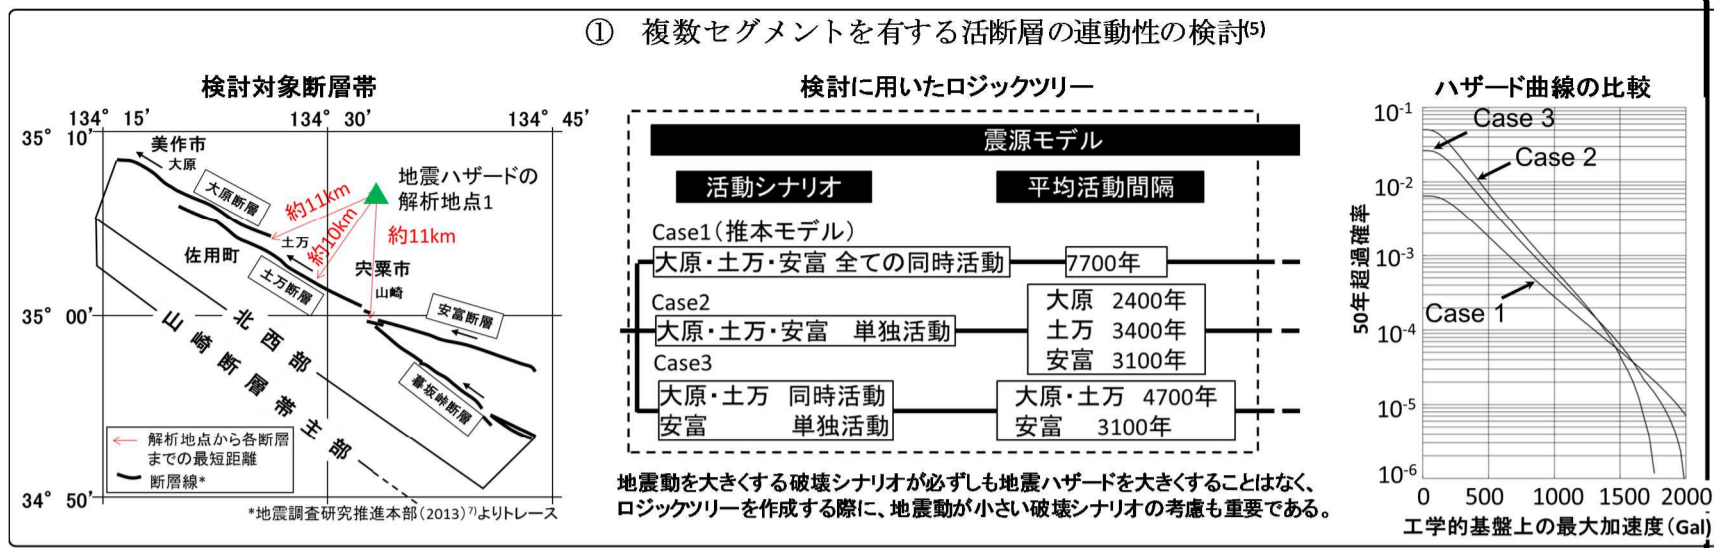 ① 複数セグメントを有する活断層の連動性の検討(5)
検討対象断層帯
134° 15'
134° 30'
134° 45'
35° 10'
35° 00'
34° 50'
美作市
大原
大原断層
約11km
約10km
約11km
地震ハザードの
解析地点1
土万
佐用町
土万断層
宍粟市
山崎
安富断層
暮坂峠断層
北西部
山崎断層帯主部
解析地点から各断層
までの最短距離
断層線*
*地震調査研究推進本部(2013)7)よりトレース
検討に用いたロジックツリー
震源モデル
活動シナリオ
平均活動間隔
Case1(推本モデル)
大原・土万・安富 全ての同時活動
7700年
Case2
大原・土万・安富 単独活動
大原 2400年
土万 3400年
安富 3100年
Case3
大原・土万 同時活動
安富 単独活動
大原・土万 4700年
安富 3100年
地震動を大きくする破壊シナリオが必ずしも地震ハザードを大きくすることはなく、
ロジックツリーを作成する際に、地震動が小さい破壊シナリオの考慮も重要である。
ハザード曲線の比較
10-1
10-2
10-3
10-4
10-5
10-6
50年超過確率
Case 3
Case 2
Case 1
0 500 1000 1500 2000
工学的基盤上の最大加速度(Gal)